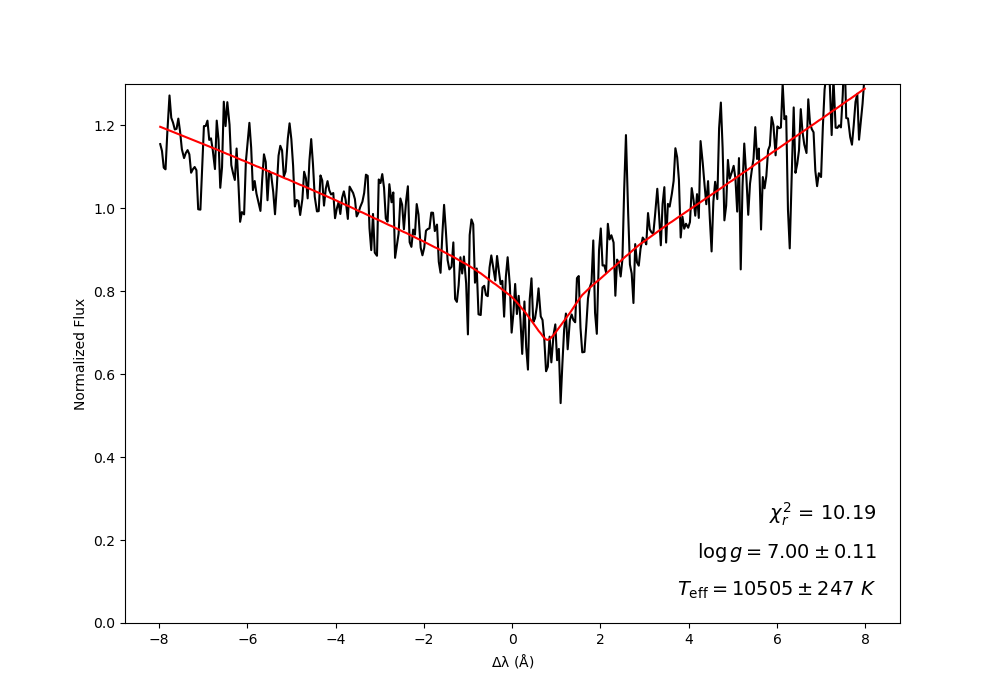 1.2
1.0
0.8
0.6
0.4
0.2
0.0
Normalized Flux
χ²ᵣ = 10.19
log g = 7.00 ± 0.11
T_eff = 10505 ± 247 K
−8 −6 −4 −2 0 2 4 6 8
Δλ (Å)